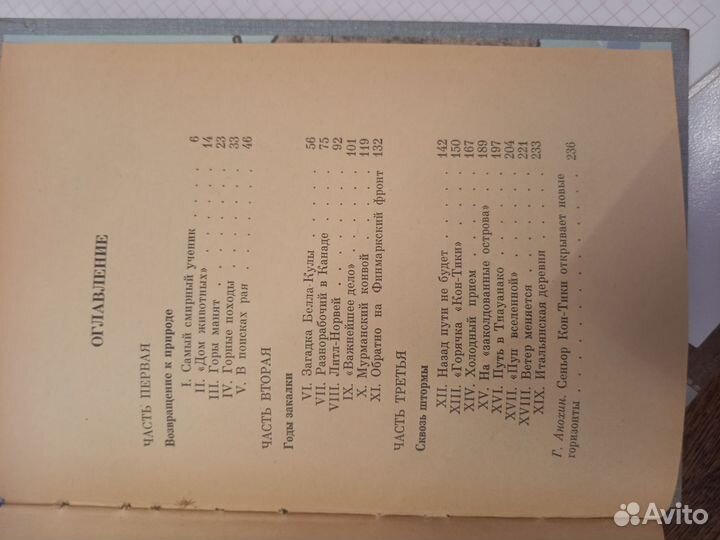 ОГЛАВЛЕНИЕ
ЧАСТЬ ПЕРВАЯ
Возвращение к природе
I. Самый смирный ученик . . . . 6
II. «Дом животных» . . . . . . 14
III. Горы манят . . . . . . . 23
IV. Горные походы . . . . . . 33
V. В поисках рая . . . . . . 46
ЧАСТЬ ВТОРАЯ
Годы закалки
VI. Загадка Белла-Кулы . . . . . 56
VII. Разнорабочий в Канаде . . . . 75
VIII. Литл-Норвей . . . . . . 92
IX. «Важнейшее дело» . . . . . 101
X. Мурманский конвой . . . . . 119
XI. Обратно на Финмаркский фронт 132
ЧАСТЬ ТРЕТЬЯ
Сквозь штормы
XII. Назад пути не будет . . . . . 142
XIII. «Горячка «Кон-Тики» . . . . 150
XIV. Холодный прием . . . . . . 167
XV. На «заколдованные острова» . . 189
XVI. Путь в Тиауанако . . . . . 197
XVII. «Пуп вселенной» . . . . . 204
XVIII. Ветер меняется . . . . . . 221
XIX. Итальянская деревня . . . . 233
Г. Анохин. Сеньор Кон-Тики открывает новые
горизонты . . . . . . . . . . 236
Avito